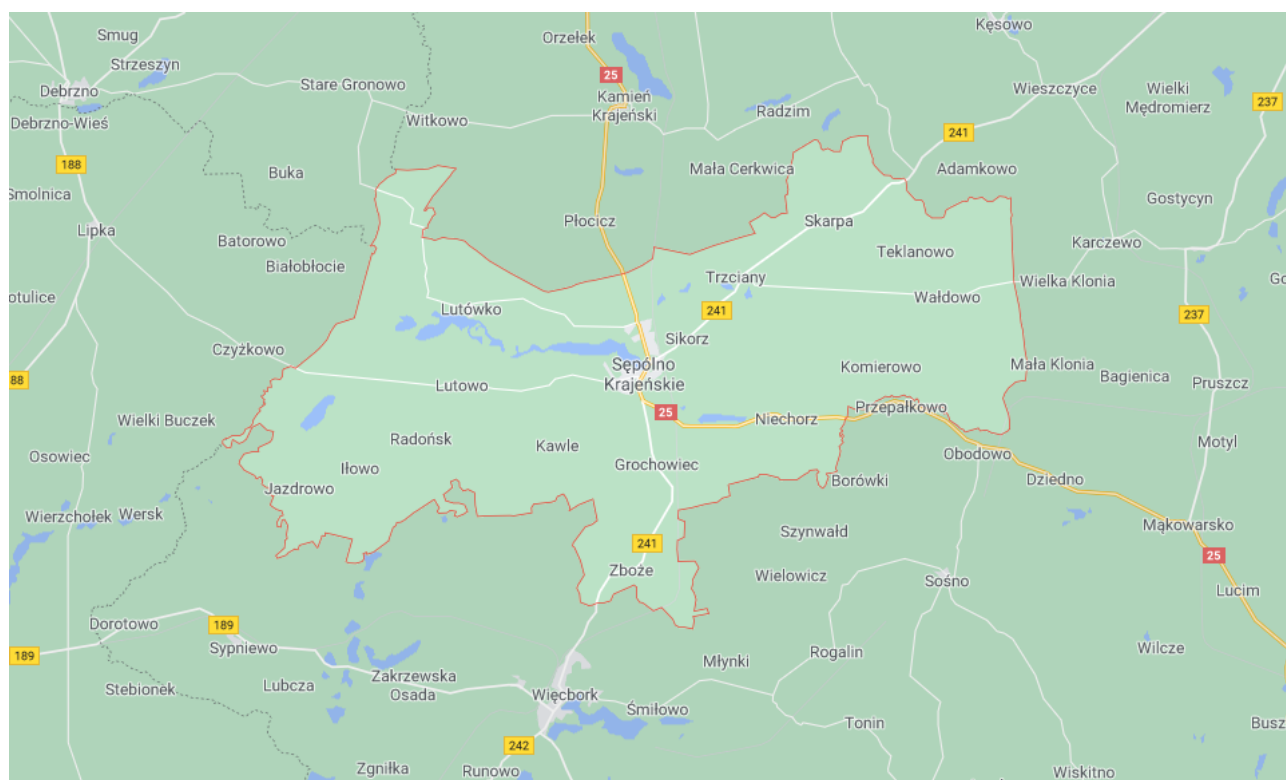 Smug
Strzeszyn
Debrzno
Debrzno-Wieś
188
Smolnica
Lipka
otulice
88
Stare Gronowo
Buka
Batorowo
Białobłocie
Czyżkowo
Wielki Buczek
Osowiec
Wierzchołek
Wersk
Orzełek
25
Kamień
Krajeński
Witkowo
Radzim
Mała Cerkwica
Płocicz
Kęsowo
Wieszczyce
Wielki
Mędromierz
237
241
Adamkowo
Gostycyn
Karczewo
Wielka Klonia
Go
237
Skarpa
Teklanowo
Trzciany
Wałdowo
241
Lutówko
Sikorz
Sępólno
Krajeńskie
Komierowo
Mała Klonia
Bagienica
Pruszcz
Lutowo
25
Niechorz
Przepałkowo
Motyl
Radońsk
Kawle
Obodowo
Iłowo
Grochowiec
Jazdrowo
Borówki
Dziedno
Mąkowarsko
Szynwałd
241
25
Zboże
Wielowicz
Sośno
Lucim
Dorotowo
189
189
Sypniewo
Stebionek
Lubcza
Zakrzewska
Osada
Więcbork
Śmiłowo
Młynki
Rogalin
Wilcze
Tonin
Busz
242
Zgniłka
Runowo
Wiskitno